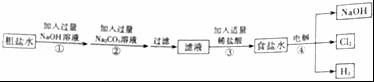 粗盐水
加入过量
NaOH溶液
①
加入过量
Na₂CO₃溶液
②
过滤
滤液
加入适量
稀盐酸
③
食盐水
电解
④
NaOH
Cl₂
H₂